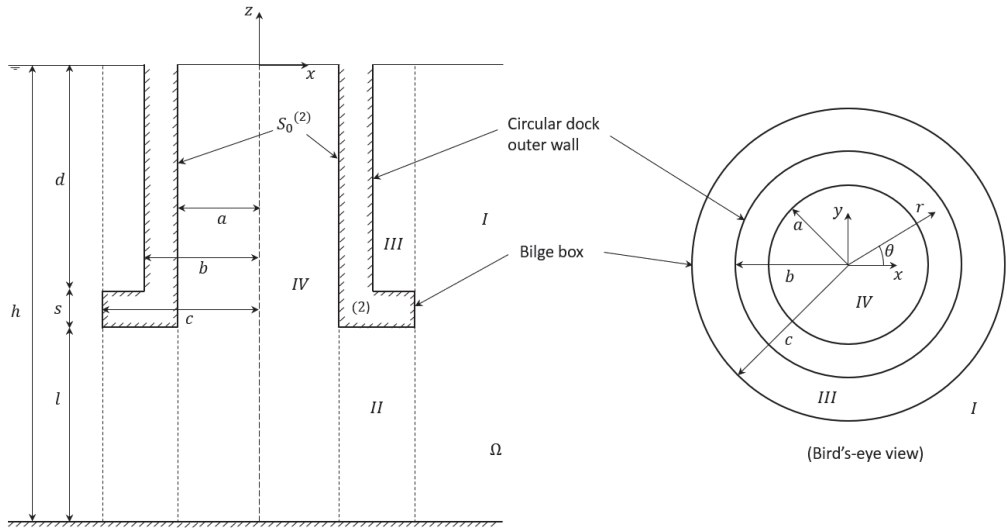 z
x
S₀⁽²⁾
d
a
b
III
I
Circular dock
outer wall
Bilge box
h
s
c
IV
(2)
l
II
Ω
y
r
a
θ
b
x
IV
c
III
I
(Bird's-eye view)